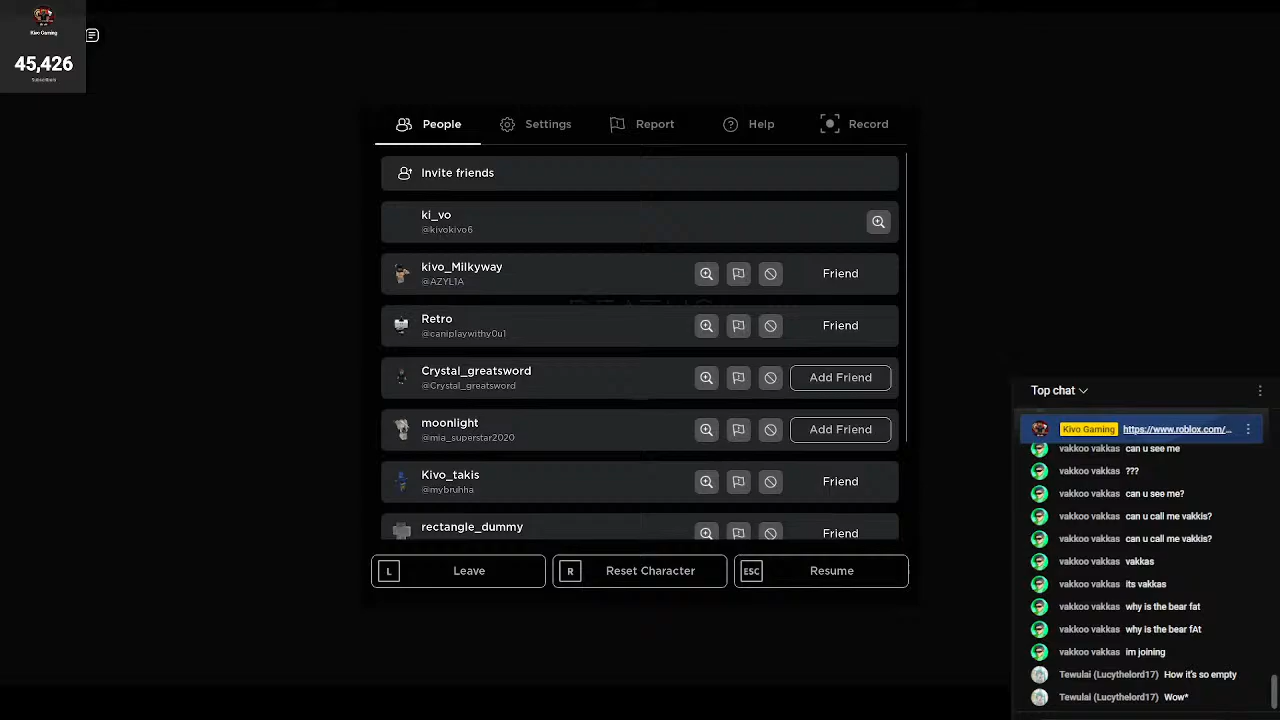 Kivo Gaming
45,426
Subscribers
People
Settings
Report
Help
Record
Invite friends
ki_vo
@kivokivo6
kivo_Milkyway
@AZYL1A
Friend
Retro
@caniplaywithy0u1
Friend
Crystal_greatsword
@Crystal_greatsword
Add Friend
moonlight
@mia_superstar2020
Add Friend
Kivo_takis
@mybruhha
Friend
rectangle_dummy
Friend
L Leave
R Reset Character
ESC Resume
Top chat
Kivo Gaming https://www.roblox.com/...
vakkoo vakkas can u see me
vakkoo vakkas ???
vakkoo vakkas can u see me?
vakkoo vakkas can u call me vakkis?
vakkoo vakkas can u call me vakkis?
vakkoo vakkas vakkas
vakkoo vakkas its vakkas
vakkoo vakkas why is the bear fat
vakkoo vakkas why is the bear fAt
vakkoo vakkas im joining
Tewulai (Lucythelord17) How it's so empty
Tewulai (Lucythelord17) Wow*